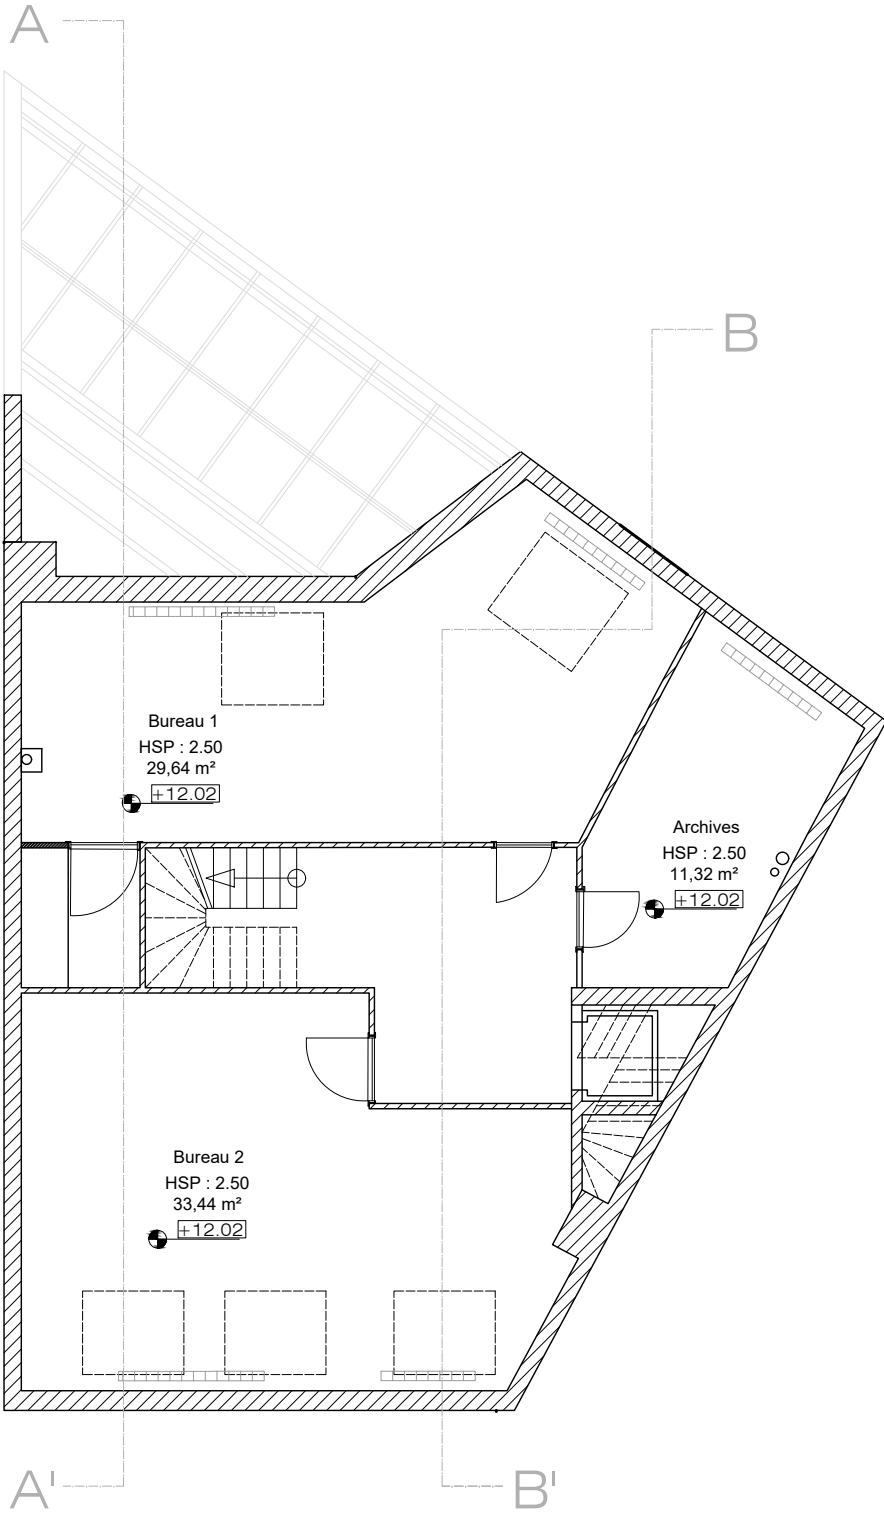 A
B
Bureau 1
HSP : 2.50
29,64 m²
+12.02
Archives
HSP : 2.50
11,32 m²
+12.02
Bureau 2
HSP : 2.50
33,44 m²
+12.02
A'
B'